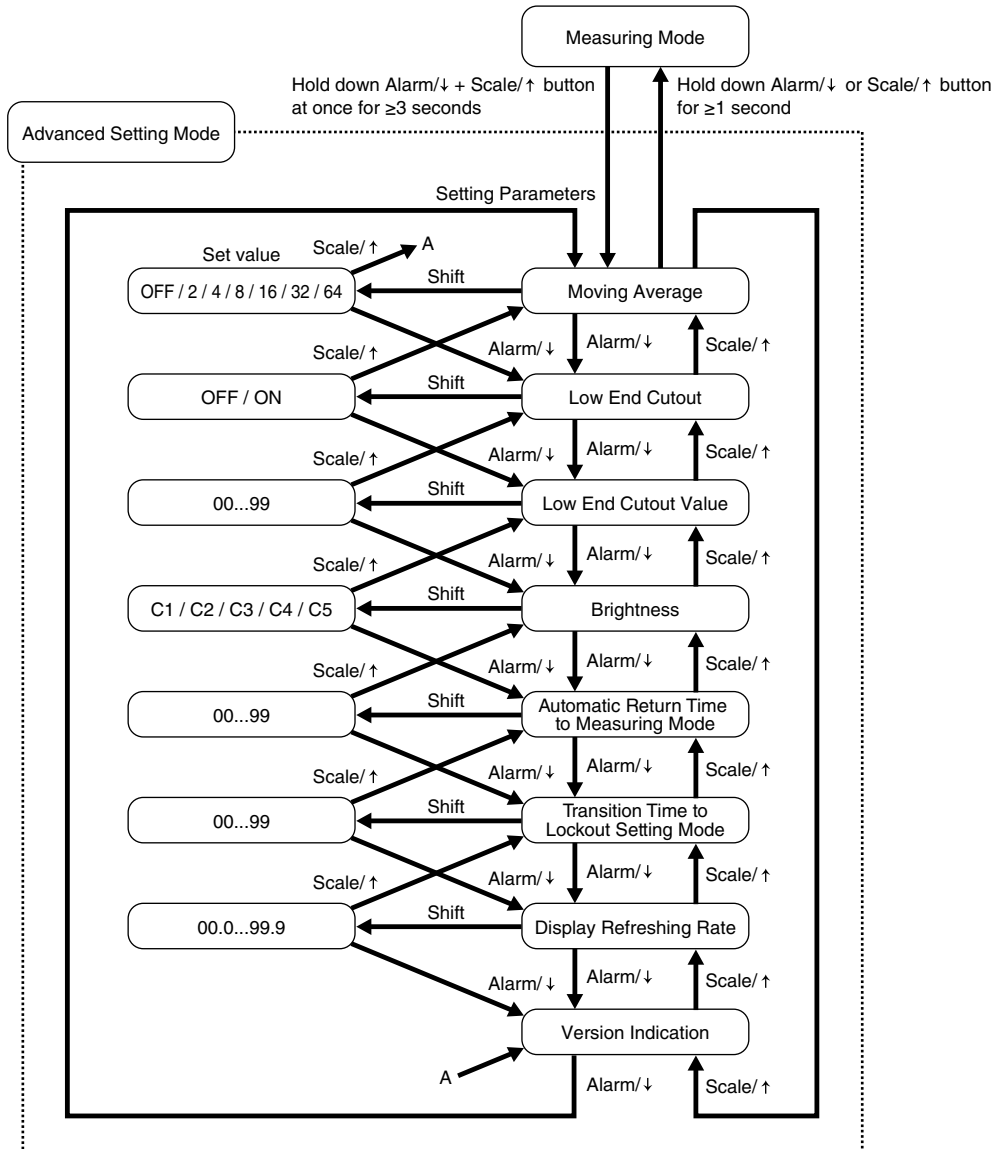 Measuring Mode
Hold down Alarm/↓ + Scale/↑ button
at once for ≥3 seconds
Hold down Alarm/↓ or Scale/↑ button
for ≥1 second
Advanced Setting Mode
Setting Parameters
Set value
Scale/↑
A
OFF / 2 / 4 / 8 / 16 / 32 / 64
Shift
Moving Average
Scale/↑
Alarm/↓
Alarm/↓
Scale/↑
OFF / ON
Shift
Low End Cutout
Scale/↑
Alarm/↓
Alarm/↓
Scale/↑
00...99
Shift
Low End Cutout Value
Scale/↑
Alarm/↓
Alarm/↓
Scale/↑
C1 / C2 / C3 / C4 / C5
Shift
Brightness
Scale/↑
Alarm/↓
Alarm/↓
Scale/↑
00...99
Shift
Automatic Return Time
to Measuring Mode
Scale/↑
Alarm/↓
Alarm/↓
Scale/↑
00...99
Shift
Transition Time to
Lockout Setting Mode
Scale/↑
Alarm/↓
Alarm/↓
Scale/↑
00.0...99.9
Shift
Display Refreshing Rate
Alarm/↓
Alarm/↓
Scale/↑
Version Indication
A
Alarm/↓
Scale/↑